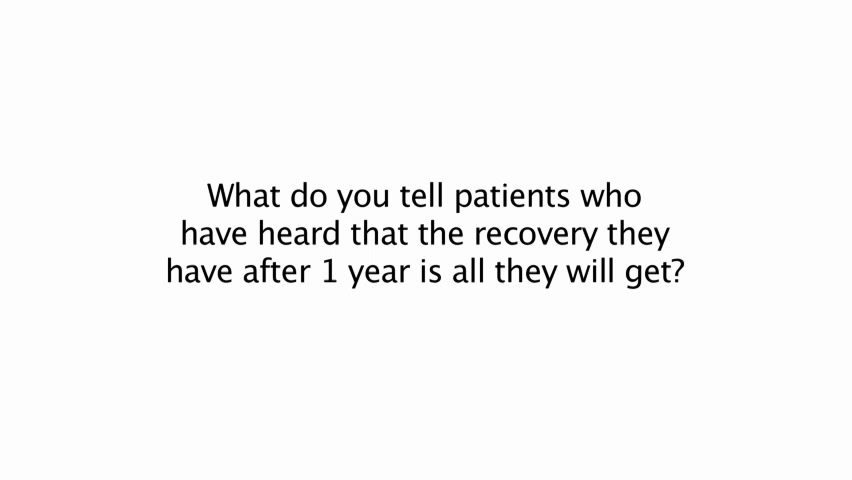 What do you tell patients who
have heard that the recovery they
have after 1 year is all they will get?